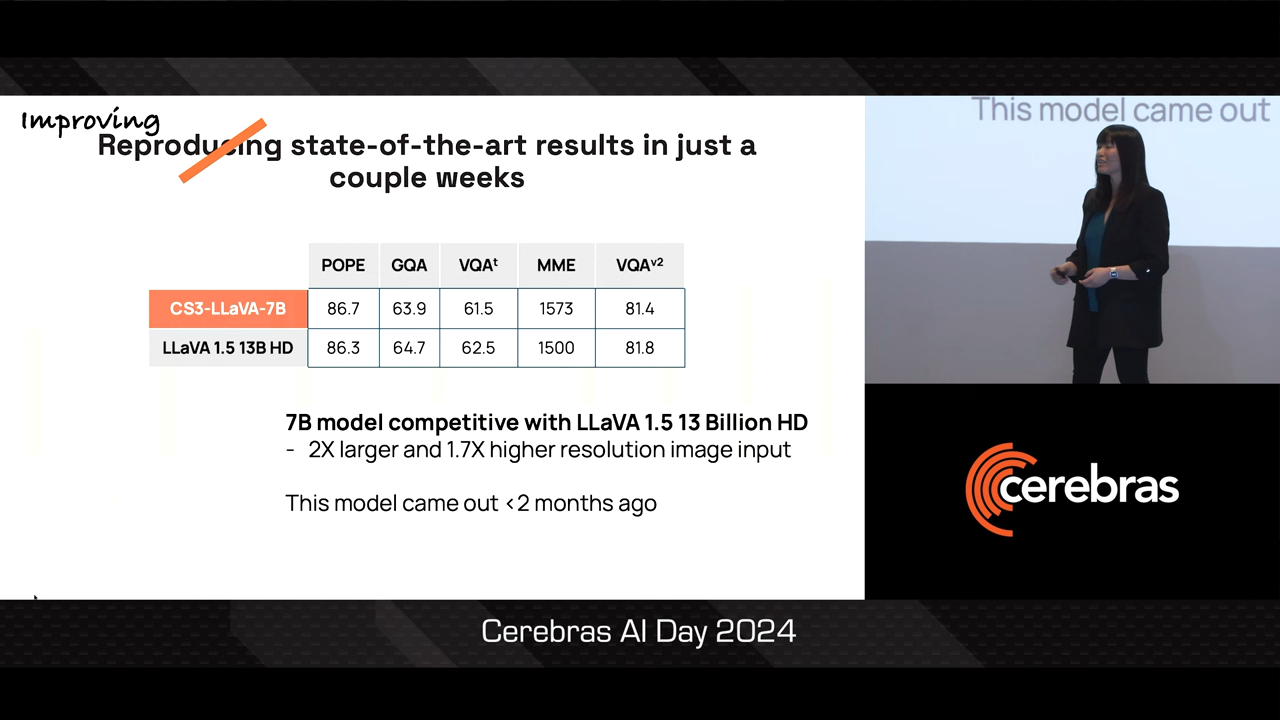 Improving
Reproducing state-of-the-art results in just a
couple weeks
POPE GQA VQAᵗ MME VQAᵛ²
CS3-LLaVA-7B 86.7 63.9 61.5 1573 81.4
LLaVA 1.5 13B HD 86.3 64.7 62.5 1500 81.8
7B model competitive with LLaVA 1.5 13 Billion HD
- 2X larger and 1.7X higher resolution image input
This model came out <2 months ago
This model came out
cerebras
Cerebras AI Day 2024